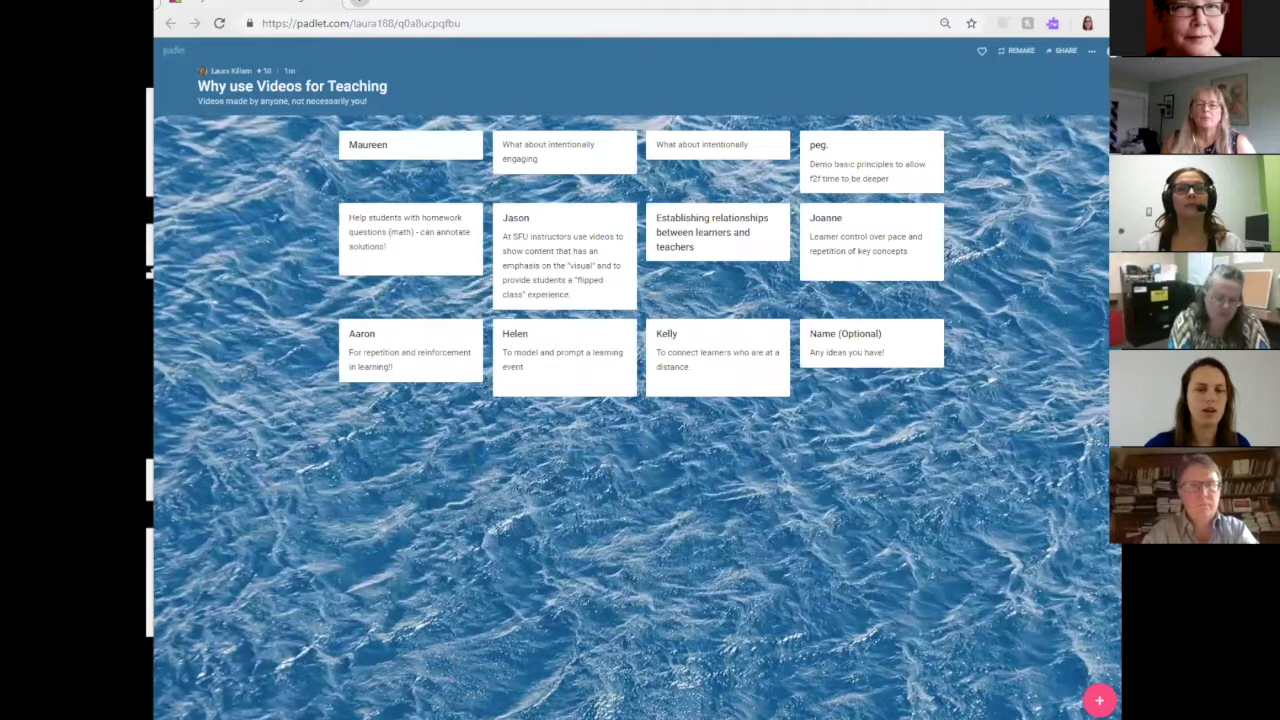 https://padlet.com/laura188/q0a8ucpqfbu
padlet
REMAKE
SHARE
Laura Killam +18 1m
Why use Videos for Teaching
Videos made by anyone, not necessarily you!
Maureen
What about intentionally
engaging
What about intentionally
peg.
Demo basic principles to allow
f2f time to be deeper
Help students with homework
questions (math) - can annotate
solutions!
Jason
At SFU instructors use videos to
show content that has an
emphasis on the "visual" and to
provide students a "flipped
class" experience.
Establishing relationships
between learners and
teachers
Joanne
Learner control over pace and
repetition of key concepts
Aaron
For repetition and reinforcement
in learning!!
Helen
To model and prompt a learning
event
Kelly
To connect learners who are at a
distance.
Name (Optional)
Any ideas you have!